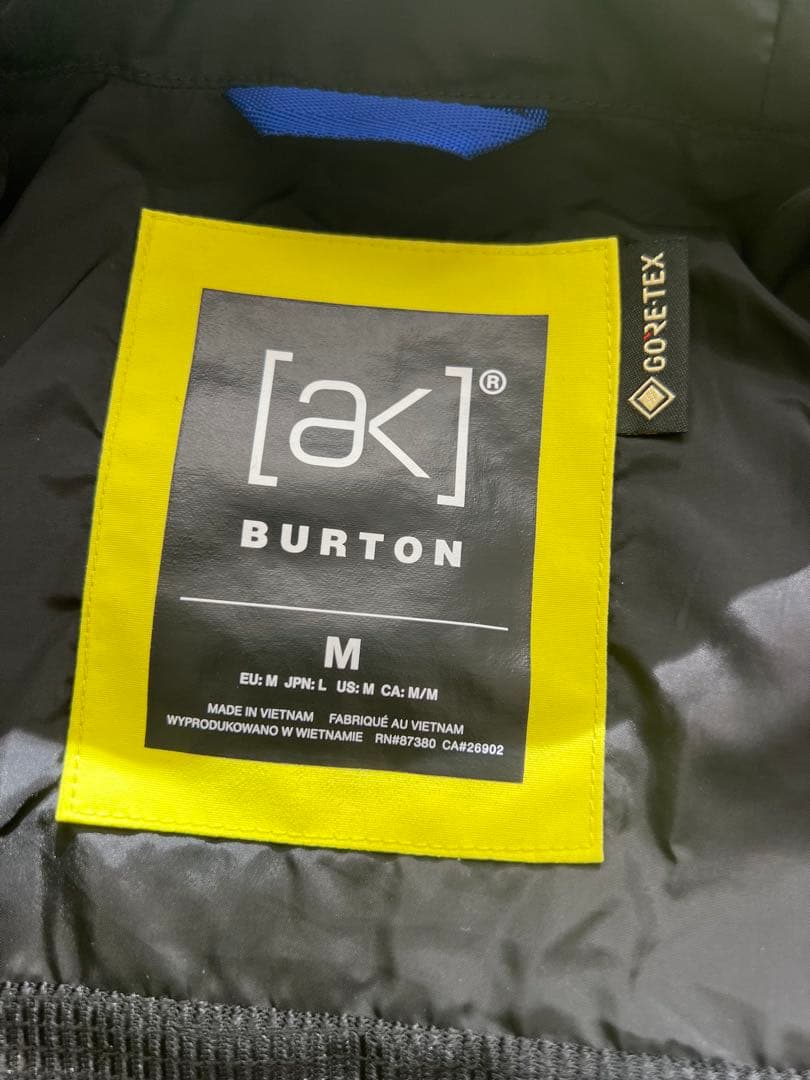 [ak]®
BURTON
M
EU: M JPN: L US: M CA: M/M
MADE IN VIETNAM FABRIQUÉ AU VIETNAM
WYPRODUKOWANO W WIETNAMIE RN#87380 CA#26902
GORE-TEX